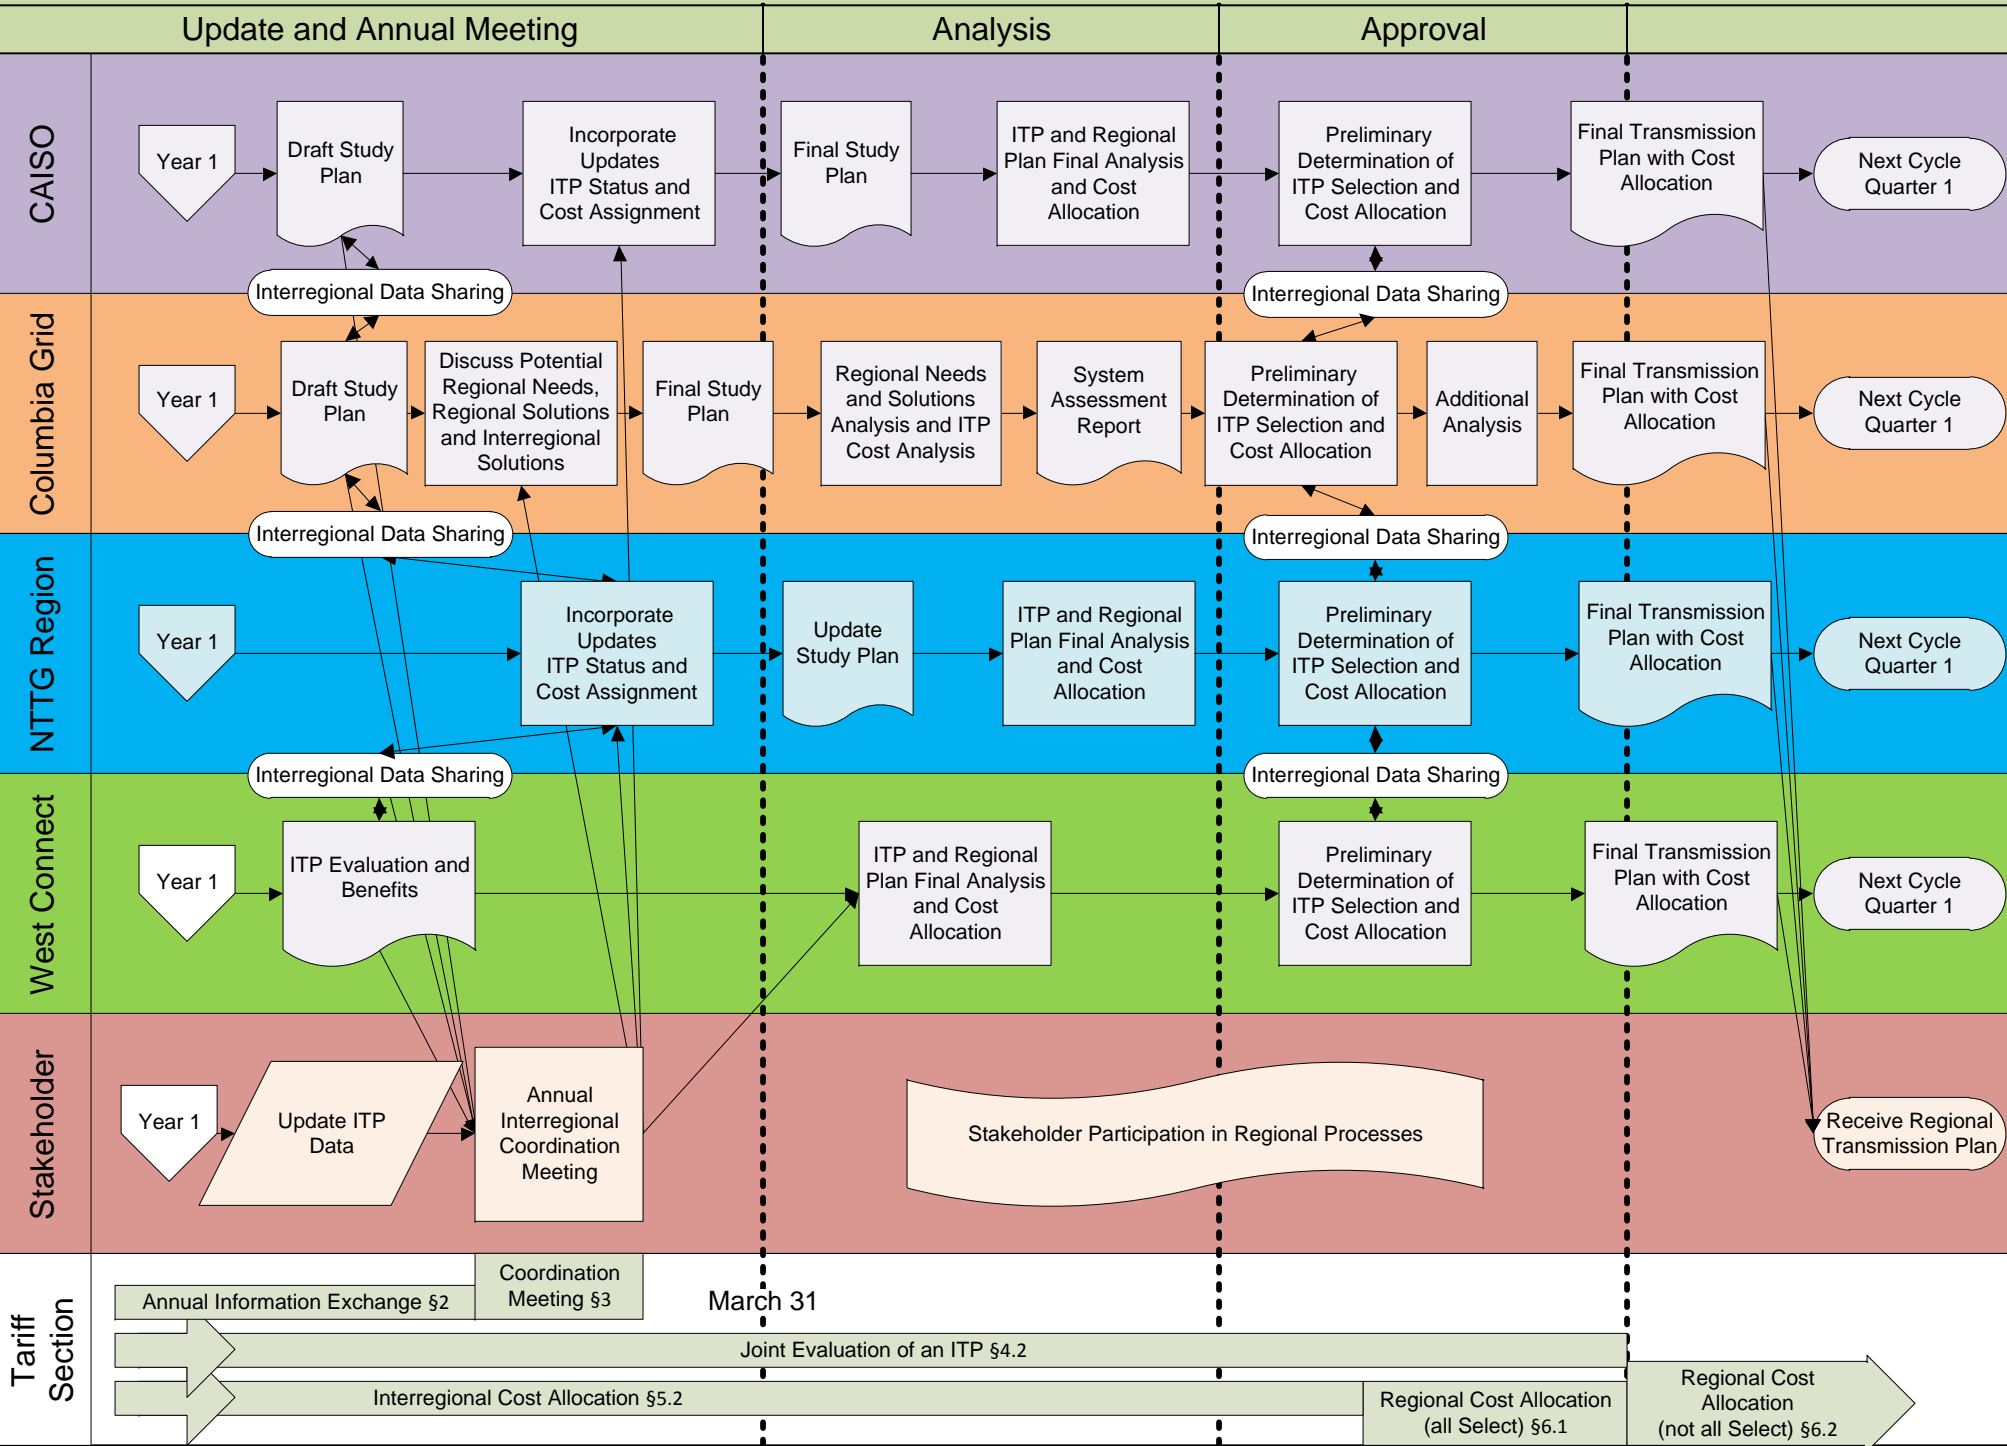 Update and Annual Meeting
Analysis
Approval
CAISO
Year 1
Draft Study
Plan
Incorporate
Updates
ITP Status and
Cost Assignment
Final Study
Plan
ITP and Regional
Plan Final Analysis
and Cost
Allocation
Preliminary
Determination of
ITP Selection and
Cost Allocation
Final Transmission
Plan with Cost
Allocation
Next Cycle
Quarter 1
Interregional Data Sharing
Interregional Data Sharing
Columbia Grid
Year 1
Draft Study
Plan
Discuss Potential
Regional Needs,
Regional Solutions
and Interregional
Solutions
Final Study
Plan
Regional Needs
and Solutions
Analysis and ITP
Cost Analysis
System
Assessment
Report
Preliminary
Determination of
ITP Selection and
Cost Allocation
Additional
Analysis
Final Transmission
Plan with Cost
Allocation
Next Cycle
Quarter 1
Interregional Data Sharing
Interregional Data Sharing
NTTG Region
Year 1
Incorporate
Updates
ITP Status and
Cost Assignment
Update
Study Plan
ITP and Regional
Plan Final Analysis
and Cost
Allocation
Preliminary
Determination of
ITP Selection and
Cost Allocation
Final Transmission
Plan with Cost
Allocation
Next Cycle
Quarter 1
Interregional Data Sharing
Interregional Data Sharing
West Connect
Year 1
ITP Evaluation and
Benefits
ITP and Regional
Plan Final Analysis
and Cost
Allocation
Preliminary
Determination of
ITP Selection and
Cost Allocation
Final Transmission
Plan with Cost
Allocation
Next Cycle
Quarter 1
Stakeholder
Year 1
Update ITP
Data
Annual
Interregional
Coordination
Meeting
Stakeholder Participation in Regional Processes
Receive Regional
Transmission Plan
Tariff
Section
Annual Information Exchange §2
Coordination
Meeting §3
March 31
Joint Evaluation of an ITP §4.2
Interregional Cost Allocation §5.2
Regional Cost Allocation
(all Select) §6.1
Regional Cost
Allocation
(not all Select) §6.2